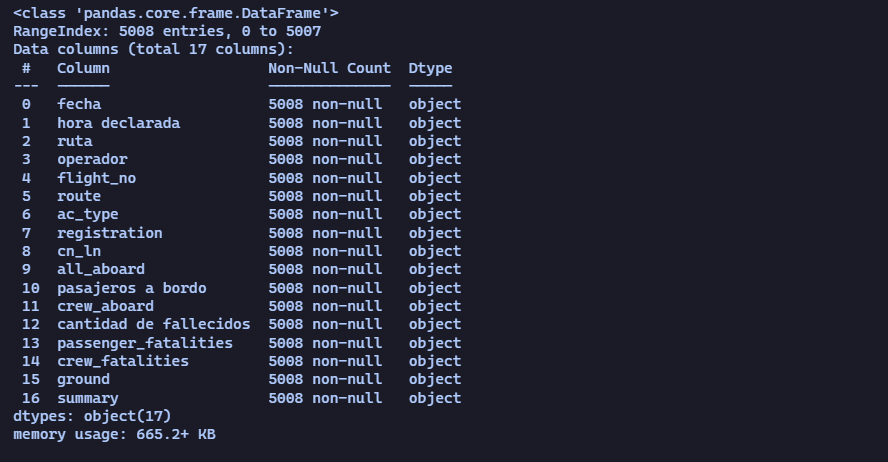 <class 'pandas.core.frame.DataFrame'>
RangeIndex: 5008 entries, 0 to 5007
Data columns (total 17 columns):
 #   Column                  Non-Null Count  Dtype
---  ------                  --------------  -----
 0   fecha                   5008 non-null   object
 1   hora declarada          5008 non-null   object
 2   ruta                    5008 non-null   object
 3   operador                5008 non-null   object
 4   flight_no               5008 non-null   object
 5   route                   5008 non-null   object
 6   ac_type                 5008 non-null   object
 7   registration            5008 non-null   object
 8   cn_ln                   5008 non-null   object
 9   all_aboard              5008 non-null   object
 10  pasajeros a bordo       5008 non-null   object
 11  crew_aboard             5008 non-null   object
 12  cantidad de fallecidos  5008 non-null   object
 13  passenger_fatalities    5008 non-null   object
 14  crew_fatalities         5008 non-null   object
 15  ground                  5008 non-null   object
 16  summary                 5008 non-null   object
dtypes: object(17)
memory usage: 665.2+ KB